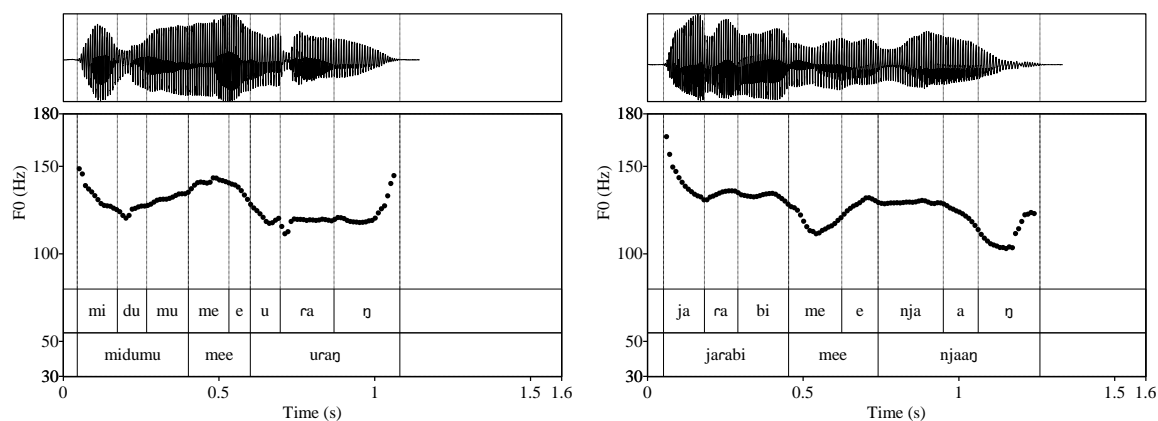 180
150
100
50
30
F0 (Hz)
mi du mu me e u ɾa ŋ
midumu mee uɾaŋ
0 0.5 1 1.5 1.6
Time (s)
180
150
100
50
30
F0 (Hz)
ja ɾa bi me e nja a ŋ
jaɾabi mee njaaŋ
0 0.5 1 1.5 1.6
Time (s)